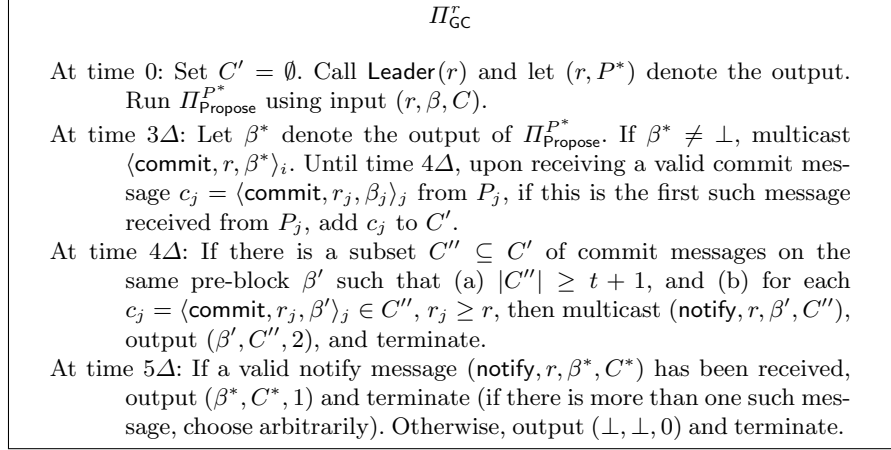 Π^r_GC
At time 0: Set C′ = ∅. Call Leader(r) and let (r, P*) denote the output.
Run Π^{P*}_Propose using input (r, β, C).
At time 3Δ: Let β* denote the output of Π^{P*}_Propose. If β* ≠ ⊥, multicast
⟨commit, r, β*⟩_i. Until time 4Δ, upon receiving a valid commit mes-
sage c_j = ⟨commit, r_j, β_j⟩_j from P_j, if this is the first such message
received from P_j, add c_j to C′.
At time 4Δ: If there is a subset C″ ⊆ C′ of commit messages on the
same pre-block β′ such that (a) |C″| ≥ t + 1, and (b) for each
c_j = ⟨commit, r_j, β′⟩_j ∈ C″, r_j ≥ r, then multicast (notify, r, β′, C″),
output (β′, C″, 2), and terminate.
At time 5Δ: If a valid notify message (notify, r, β*, C*) has been received,
output (β*, C*, 1) and terminate (if there is more than one such mes-
sage, choose arbitrarily). Otherwise, output (⊥, ⊥, 0) and terminate.